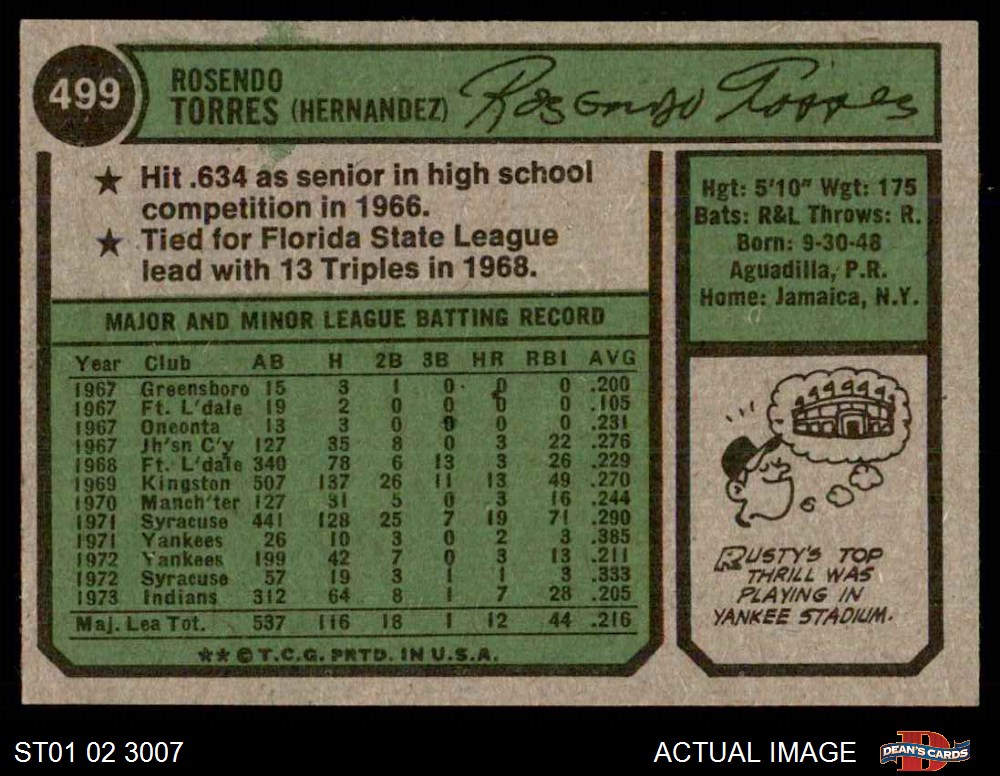 499
ROSENDO
TORRES (HERNANDEZ) Rosendo Torres
★ Hit .634 as senior in high school
competition in 1966.
★ Tied for Florida State League
lead with 13 Triples in 1968.
Hgt: 5'10" Wgt: 175
Bats: R&L Throws: R.
Born: 9-30-48
Aguadilla, P.R.
Home: Jamaica, N.Y.
MAJOR AND MINOR LEAGUE BATTING RECORD
Year Club AB H 2B 3B HR RBI AVG
1967 Greensboro 15 3 1 0 0 0 .200
1967 Ft. L'dale 19 2 0 0 0 0 .105
1967 Oneonta 13 3 0 0 0 0 .231
1967 Jh'sn C'y 127 35 8 0 3 22 .276
1968 Ft. L'dale 340 78 6 13 3 26 .229
1969 Kingston 507 137 26 11 13 49 .270
1970 Manch'ter 127 31 5 0 3 16 .244
1971 Syracuse 441 128 25 7 19 71 .290
1971 Yankees 26 10 3 0 2 3 .385
1972 Yankees 199 42 7 0 3 13 .211
1972 Syracuse 57 19 3 1 1 3 .333
1973 Indians 312 64 8 1 7 28 .205
Maj. Lea Tot. 537 116 18 1 12 44 .216
★★ © T.C.G. PRTD. IN U.S.A.
RUSTY'S TOP
THRILL WAS
PLAYING IN
YANKEE STADIUM.
ST01 02 3007
ACTUAL IMAGE
D
DEAN'S CARDS